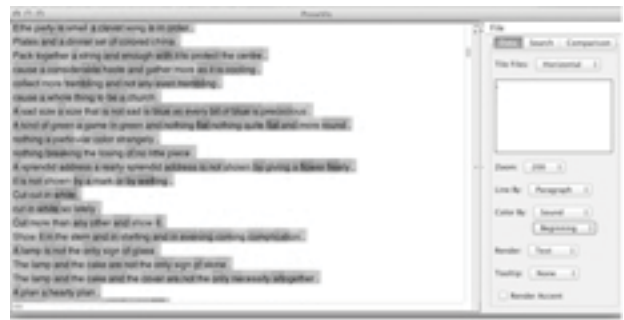 If the party is small a clever song is in order.
Plates and a dinner set of colored china.
Pack together a string and enough with it to protect the centre.
cause a considerable haste and gather more as it is cooling.
collect more trembling and not any even trembling.
cause a whole thing to be a church.
A sad size a size that is not sad is blue as every bit of blue is precocious.
A kind of green a game in green and nothing flat nothing quite flat and more round.
nothing a particular color strangely.
nothing breaking the losing of no little piece.
A splendid address a really splendid address is not shown by giving a flower freely.
It is not shown by a mark or by wetting.
Cut cut in white.
cut in white so lately.
Cut more than any other and show it.
Show it in the stem and in starting and in evening coming complication.
A lamp is not the only sign of glass.
The lamp and the cake are not the only sign of stone.
The lamp and the cake and the cover are not the only necessity altogether.
A plan a hearty plan.
File
Search Comparison
Tile Files: Horizontal
Zoom: 200
Line By: Paragraph
Color By: Sound
Beginning
Render: Text
Tooltip: None
Render Accent